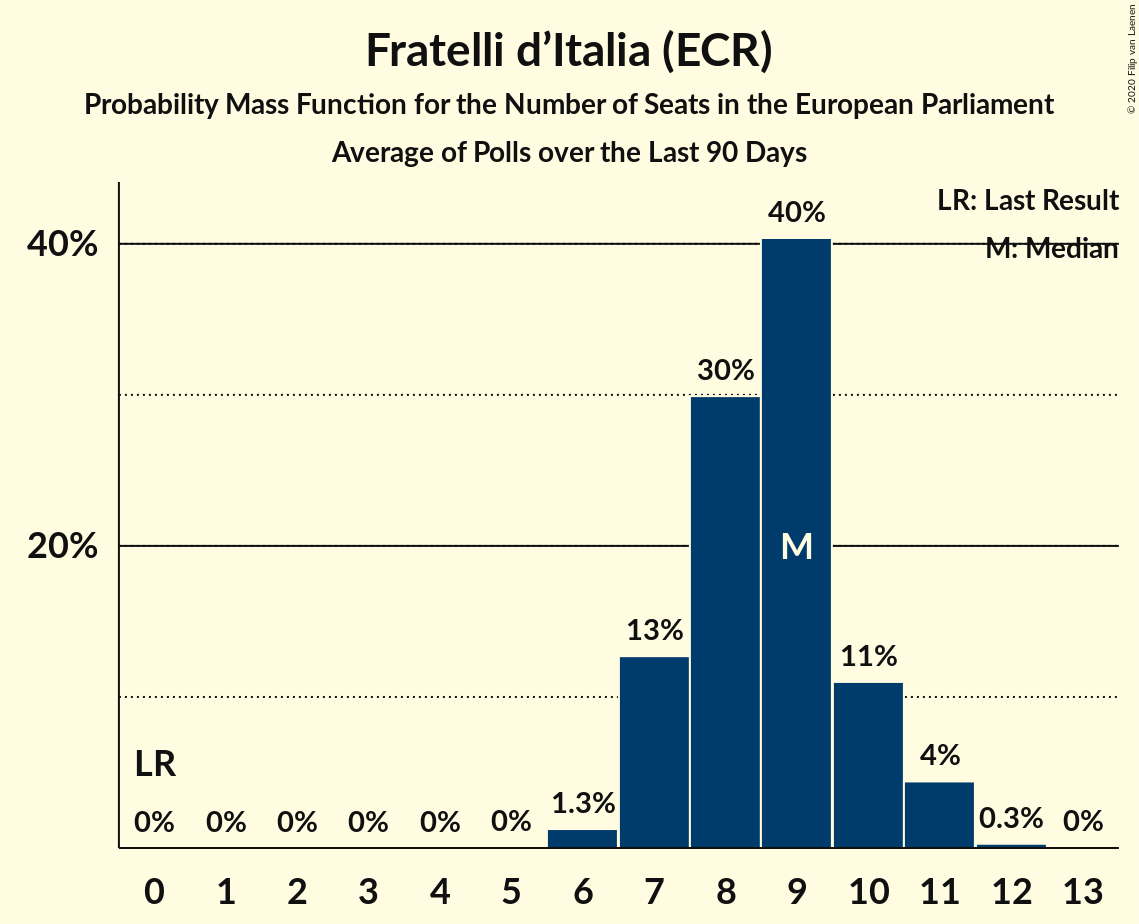 Fratelli d’Italia (ECR)
Probability Mass Function for the Number of Seats in the European Parliament
Average of Polls over the Last 90 Days
© 2020 Filip van Laenen
LR: Last Result
M: Median
40%
20%
40%
30%
M
13%
11%
4%
LR
0% 0% 0% 0% 0% 0% 1.3% 0.3% 0%
0 1 2 3 4 5 6 7 8 9 10 11 12 13